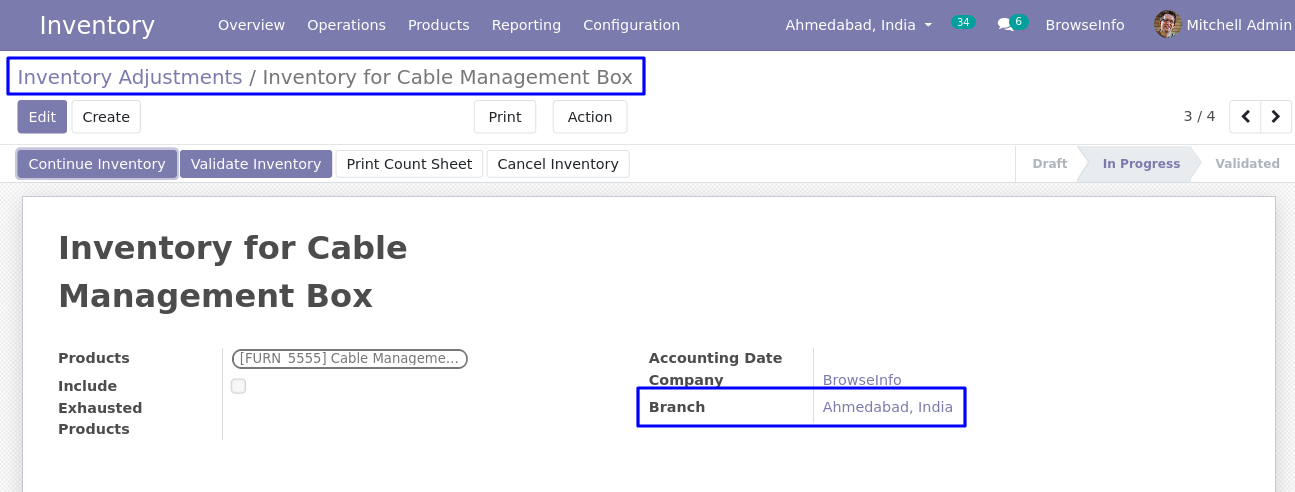 Inventory Overview Operations Products Reporting Configuration Ahmedabad, India 34 6 BrowseInfo Mitchell Admin
Inventory Adjustments / Inventory for Cable Management Box
Edit Create Print Action 3 / 4
Continue Inventory Validate Inventory Print Count Sheet Cancel Inventory Draft In Progress Validated
Inventory for Cable
Management Box
Products [FURN_5555] Cable Manageme...
Include
Exhausted
Products
Accounting Date
Company BrowseInfo
Branch Ahmedabad, India